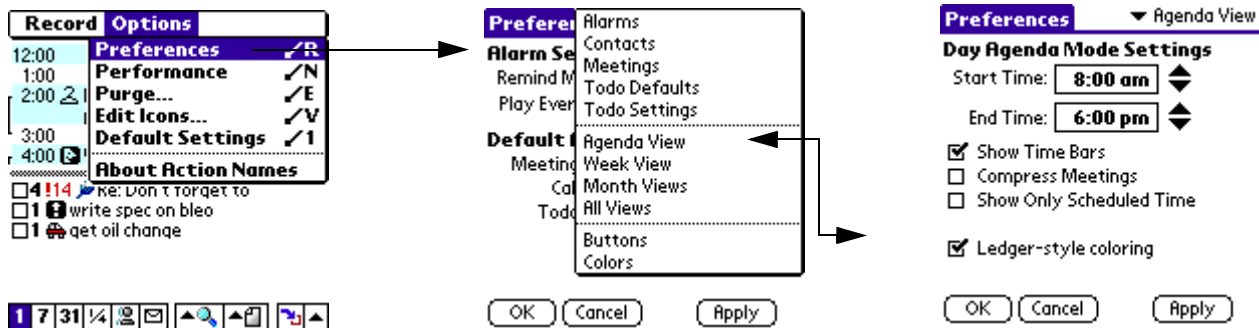 Record Options
Preferences ／R
Performance ／N
Purge... ／E
Edit Icons... ／V
Default Settings ／1
About Action Names
12:00
1:00
2:00
3:00
4:00
4 !14 Re: Don't forget to
1 write spec on bleo
1 get oil change
1 7 31 ¼
Prefere
Alarm Se
Remind M
Play Ever
Default
Meeting
Cal
Todo
Alarms
Contacts
Meetings
Todo Defaults
Todo Settings
Agenda View
Week View
Month Views
All Views
Buttons
Colors
OK Cancel Apply
Preferences Agenda View
Day Agenda Mode Settings
Start Time: 8:00 am
End Time: 6:00 pm
Show Time Bars
Compress Meetings
Show Only Scheduled Time
Ledger-style coloring
OK Cancel Apply